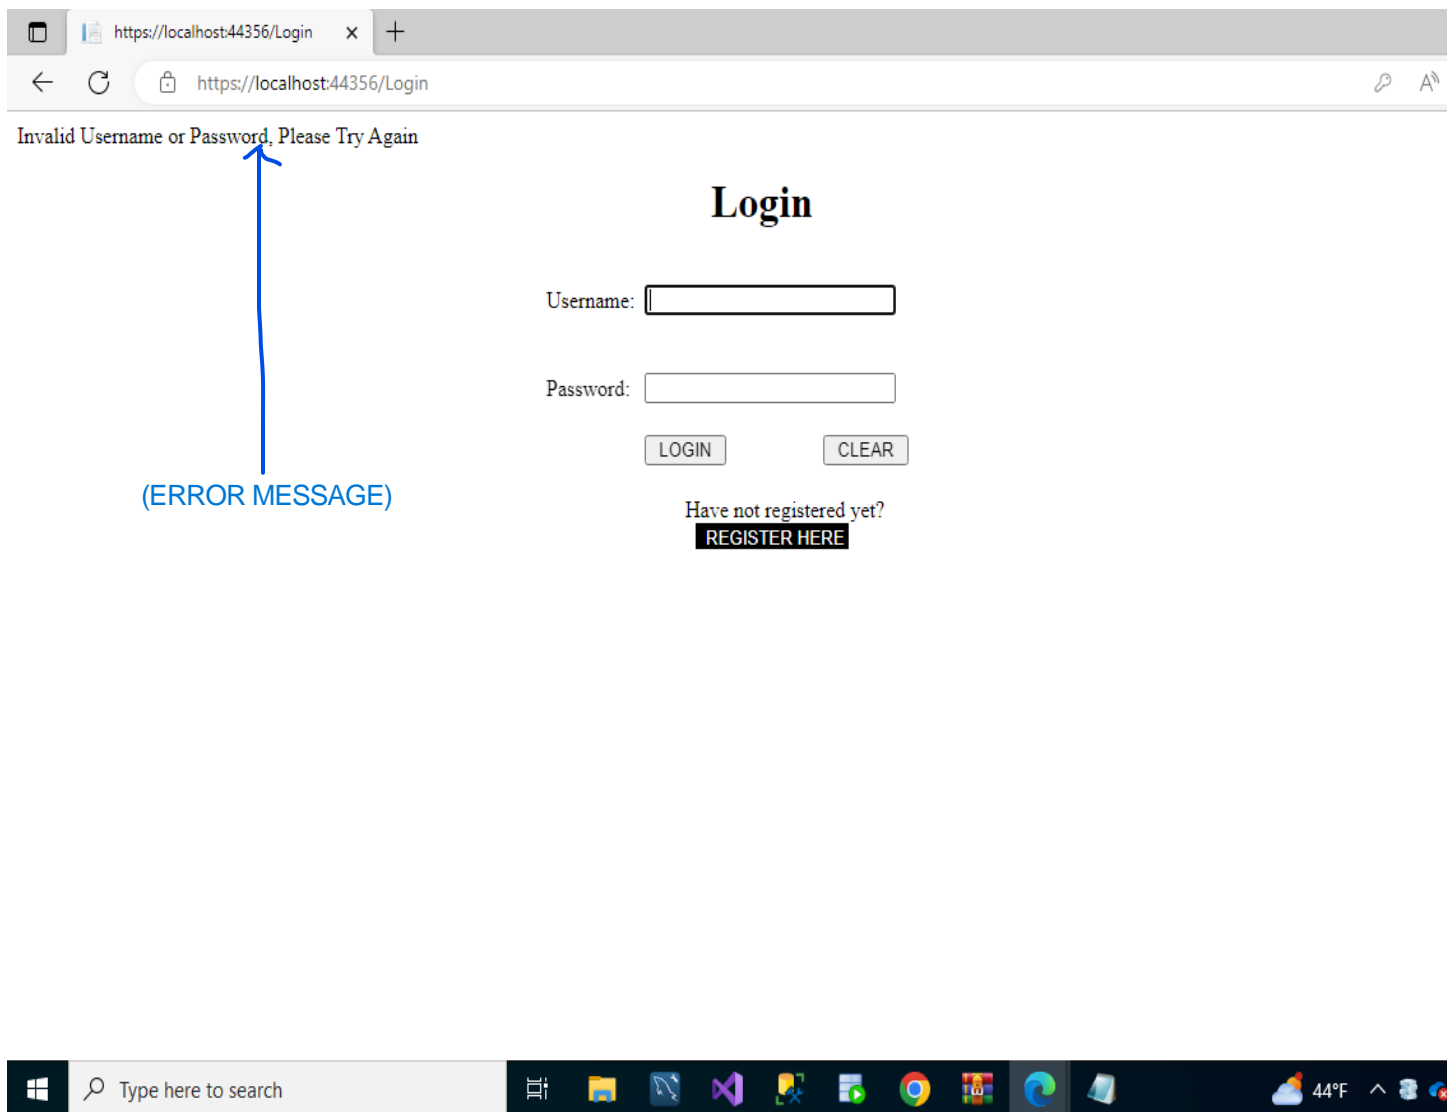 https://localhost:44356/Login
https://localhost:44356/Login
Invalid Username or Password, Please Try Again
Login
Username:
Password:
LOGIN CLEAR
(ERROR MESSAGE)
Have not registered yet?
REGISTER HERE
Type here to search 44°F